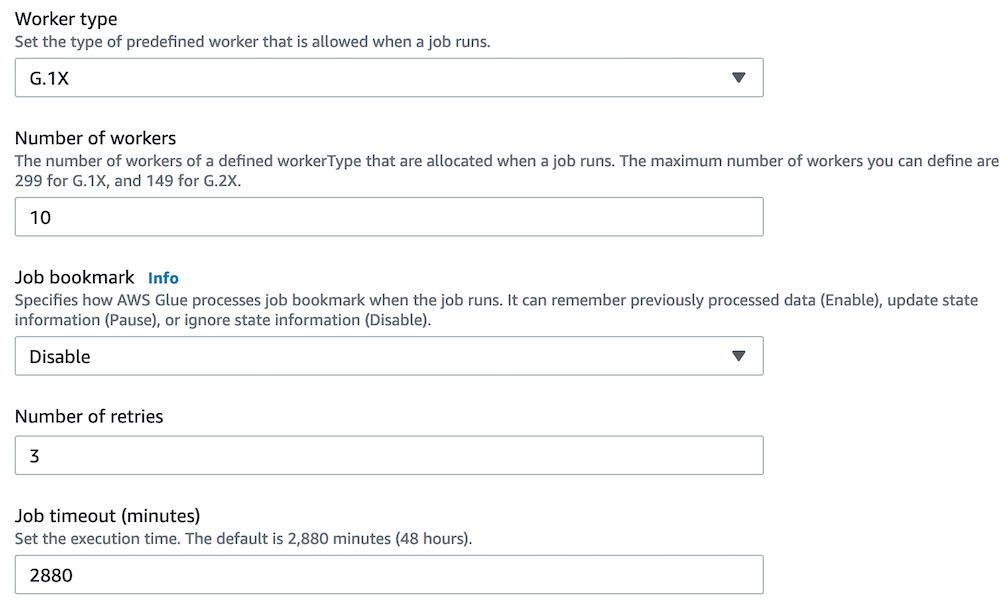 Worker type
Set the type of predefined worker that is allowed when a job runs.
G.1X
Number of workers
The number of workers of a defined workerType that are allocated when a job runs. The maximum number of workers you can define are
299 for G.1X, and 149 for G.2X.
10
Job bookmark Info
Specifies how AWS Glue processes job bookmark when the job runs. It can remember previously processed data (Enable), update state
information (Pause), or ignore state information (Disable).
Disable
Number of retries
3
Job timeout (minutes)
Set the execution time. The default is 2,880 minutes (48 hours).
2880